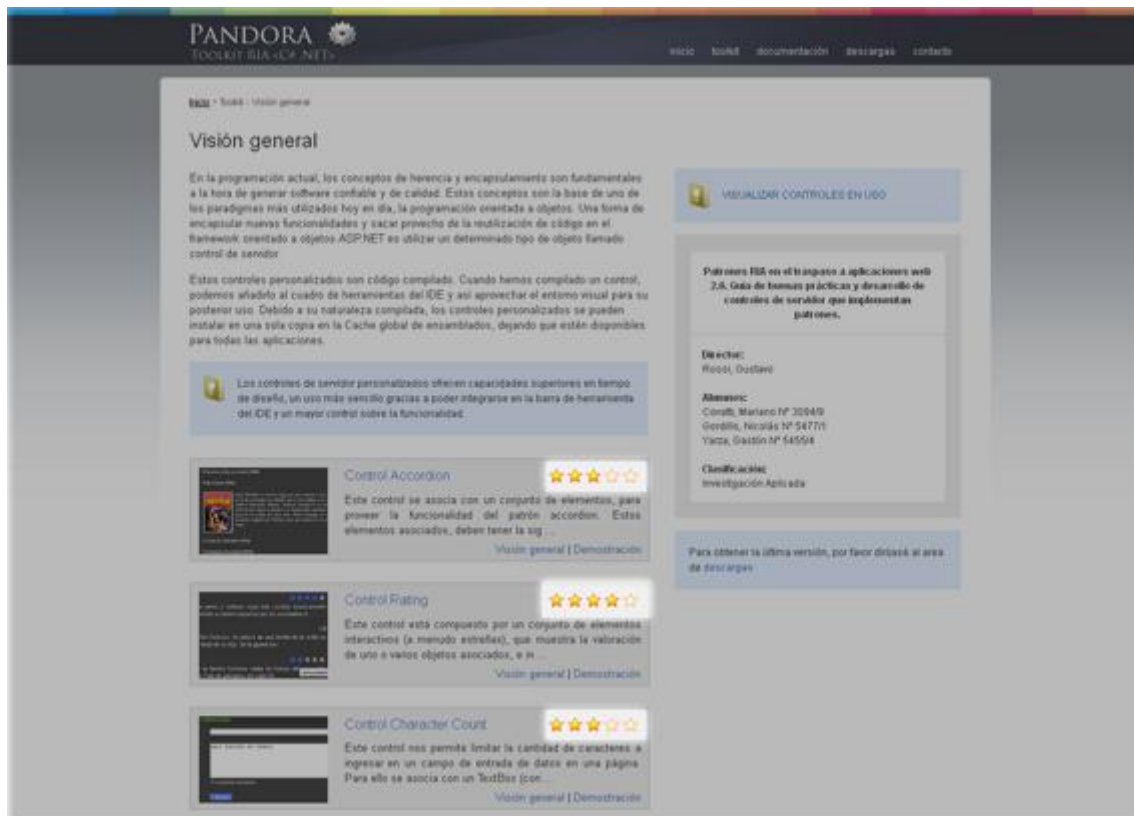 PANDORA
TOOLKIT RIA <C# .NET>
inicio toolkit documentación descargas contacto
Inicio > Toolkit - Visión general
Visión general
En la programación actual, los conceptos de herencia y encapsulamiento son fundamentales
a la hora de generar software confiable y de calidad. Estos conceptos son la base de uno de
los paradigmas más utilizados hoy en día, la programación orientada a objetos. Una forma de
encapsular nuevas funcionalidades y sacar provecho de la reutilización de código en el
framework orientado a objetos ASP.NET es utilizar un determinado tipo de objeto llamado
control de servidor
Estos controles personalizados son código compilado. Cuando hemos compilado un control,
podemos añadirlo al cuadro de herramientas del IDE y así aprovechar el entorno visual para su
posterior uso. Debido a su naturaleza compilada, los controles personalizados se pueden
instalar en una sola copia en la Cache global de ensamblados, dejando que estén disponibles
para todas las aplicaciones.
Los controles de servidor personalizados ofrecen capacidades superiores en tiempo
de diseño, un uso más sencillo gracias a poder integrarse en la barra de herramienta
del IDE y un mayor control sobre la funcionalidad.
Control Accordion
Este control se asocia con un conjunto de elementos, para
proveer la funcionalidad del patrón accordion. Estos
elementos asociados, deben tener la sig ...
Visión general | Demostración
Control Rating
Este control está compuesto por un conjunto de elementos
interactivos (a menudo estrellas), que muestra la valoración
de uno o varios objetos asociados, e in ...
Visión general | Demostración
Control Character Count
Este control nos permite limitar la cantidad de caracteres a
ingresar en un campo de entrada de datos en una página.
Para ello se asocia con un TextBox (con ...
Visión general | Demostración
VISUALIZAR CONTROLES EN USO
Patrones RIA en el traspaso a aplicaciones web
2.0. Guía de buenas prácticas y desarrollo de
controles de servidor que implementan
patrones.
Director:
Rossi, Gustavo
Alumnos:
Coratti, Mariano Nº 3094/9
Gordillo, Nicolás Nº 5477/1
Yarza, Gastón Nº 5455/4
Clasificación:
Investigación Aplicada
Para obtener la última versión, por favor dirijasé al area
de descargas